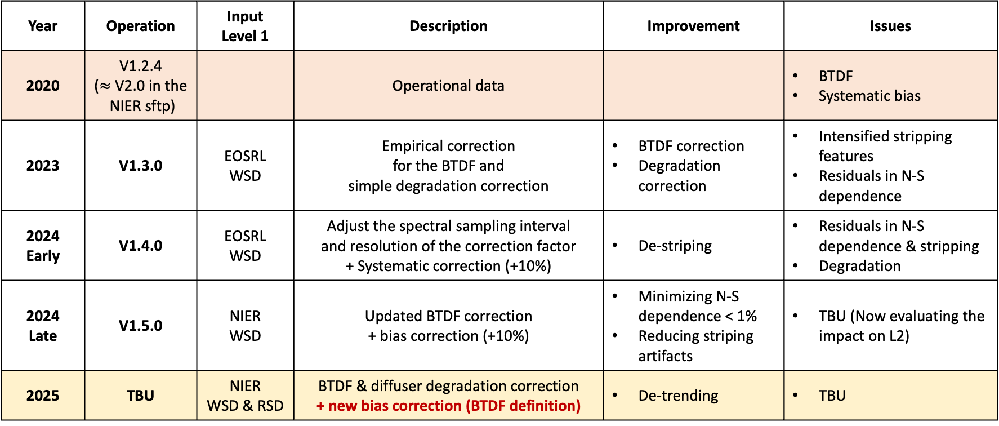 Year
Operation
Input
Level 1
Description
Improvement
Issues
2020
V1.2.4
(≈ V2.0 in the
NIER sftp)
Operational data
• BTDF
• Systematic bias
2023
V1.3.0
EOSRL
WSD
Empirical correction
for the BTDF and
simple degradation correction
• BTDF correction
• Degradation
correction
• Intensified stripping
features
• Residuals in N-S
dependence
2024
Early
V1.4.0
EOSRL
WSD
Adjust the spectral sampling interval
and resolution of the correction factor
+ Systematic correction (+10%)
• De-striping
• Residuals in N-S
dependence & stripping
• Degradation
2024
Late
V1.5.0
NIER
WSD
Updated BTDF correction
+ bias correction (+10%)
• Minimizing N-S
dependence < 1%
• Reducing striping
artifacts
• TBU (Now evaluating the
impact on L2)
2025
TBU
NIER
WSD & RSD
BTDF & diffuser degradation correction
+ new bias correction (BTDF definition)
• De-trending
• TBU